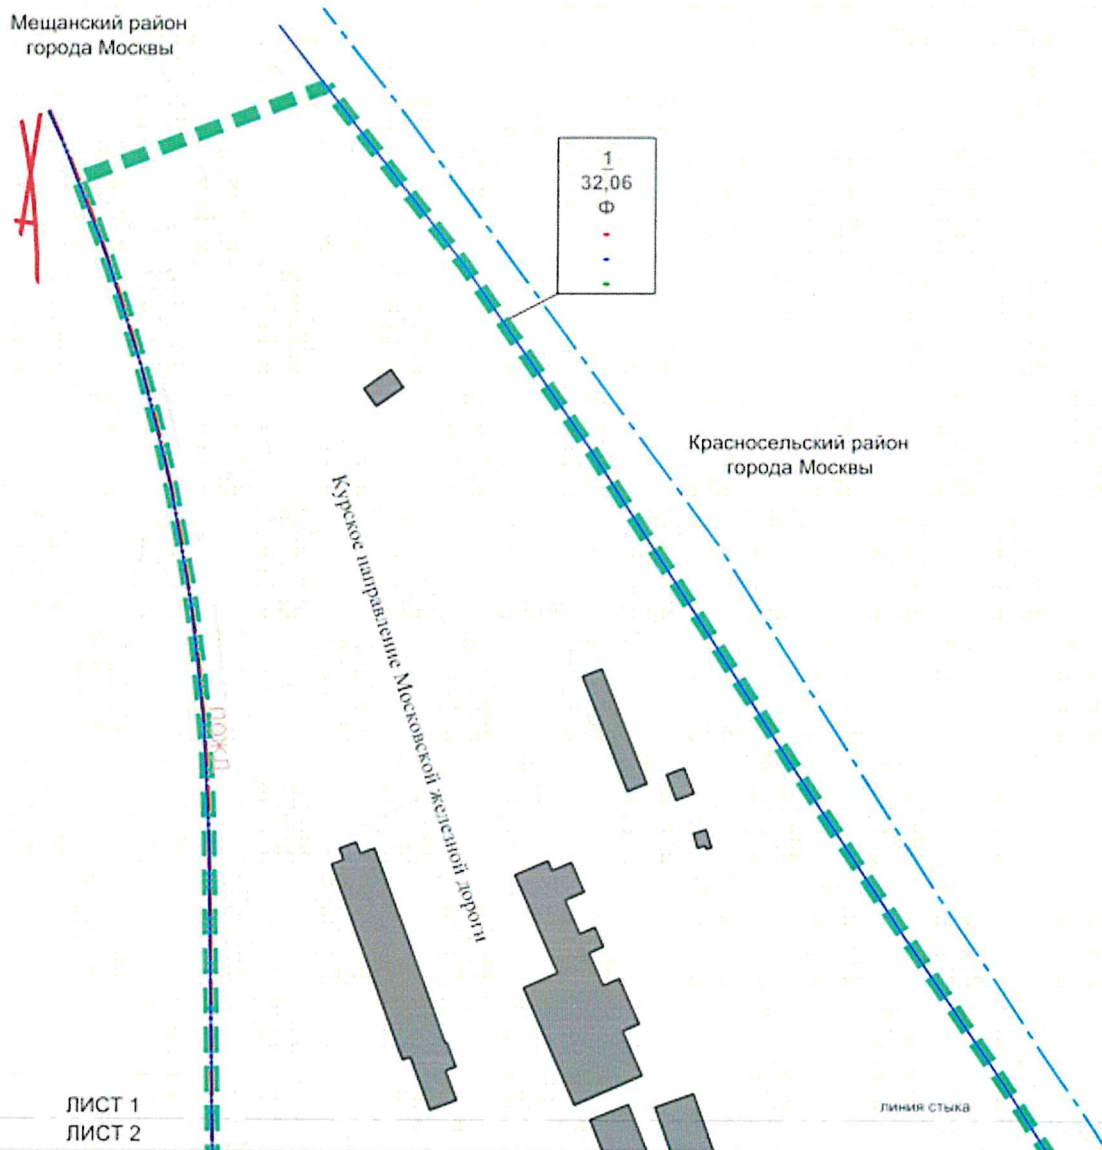 Мещанский район
города Москвы
1
32,06
Ф
-
-
-
Красносельский район
города Москвы
Курское направление Московской железной дороги
ПОЖД
ЛИСТ 1
ЛИСТ 2
линия стыка